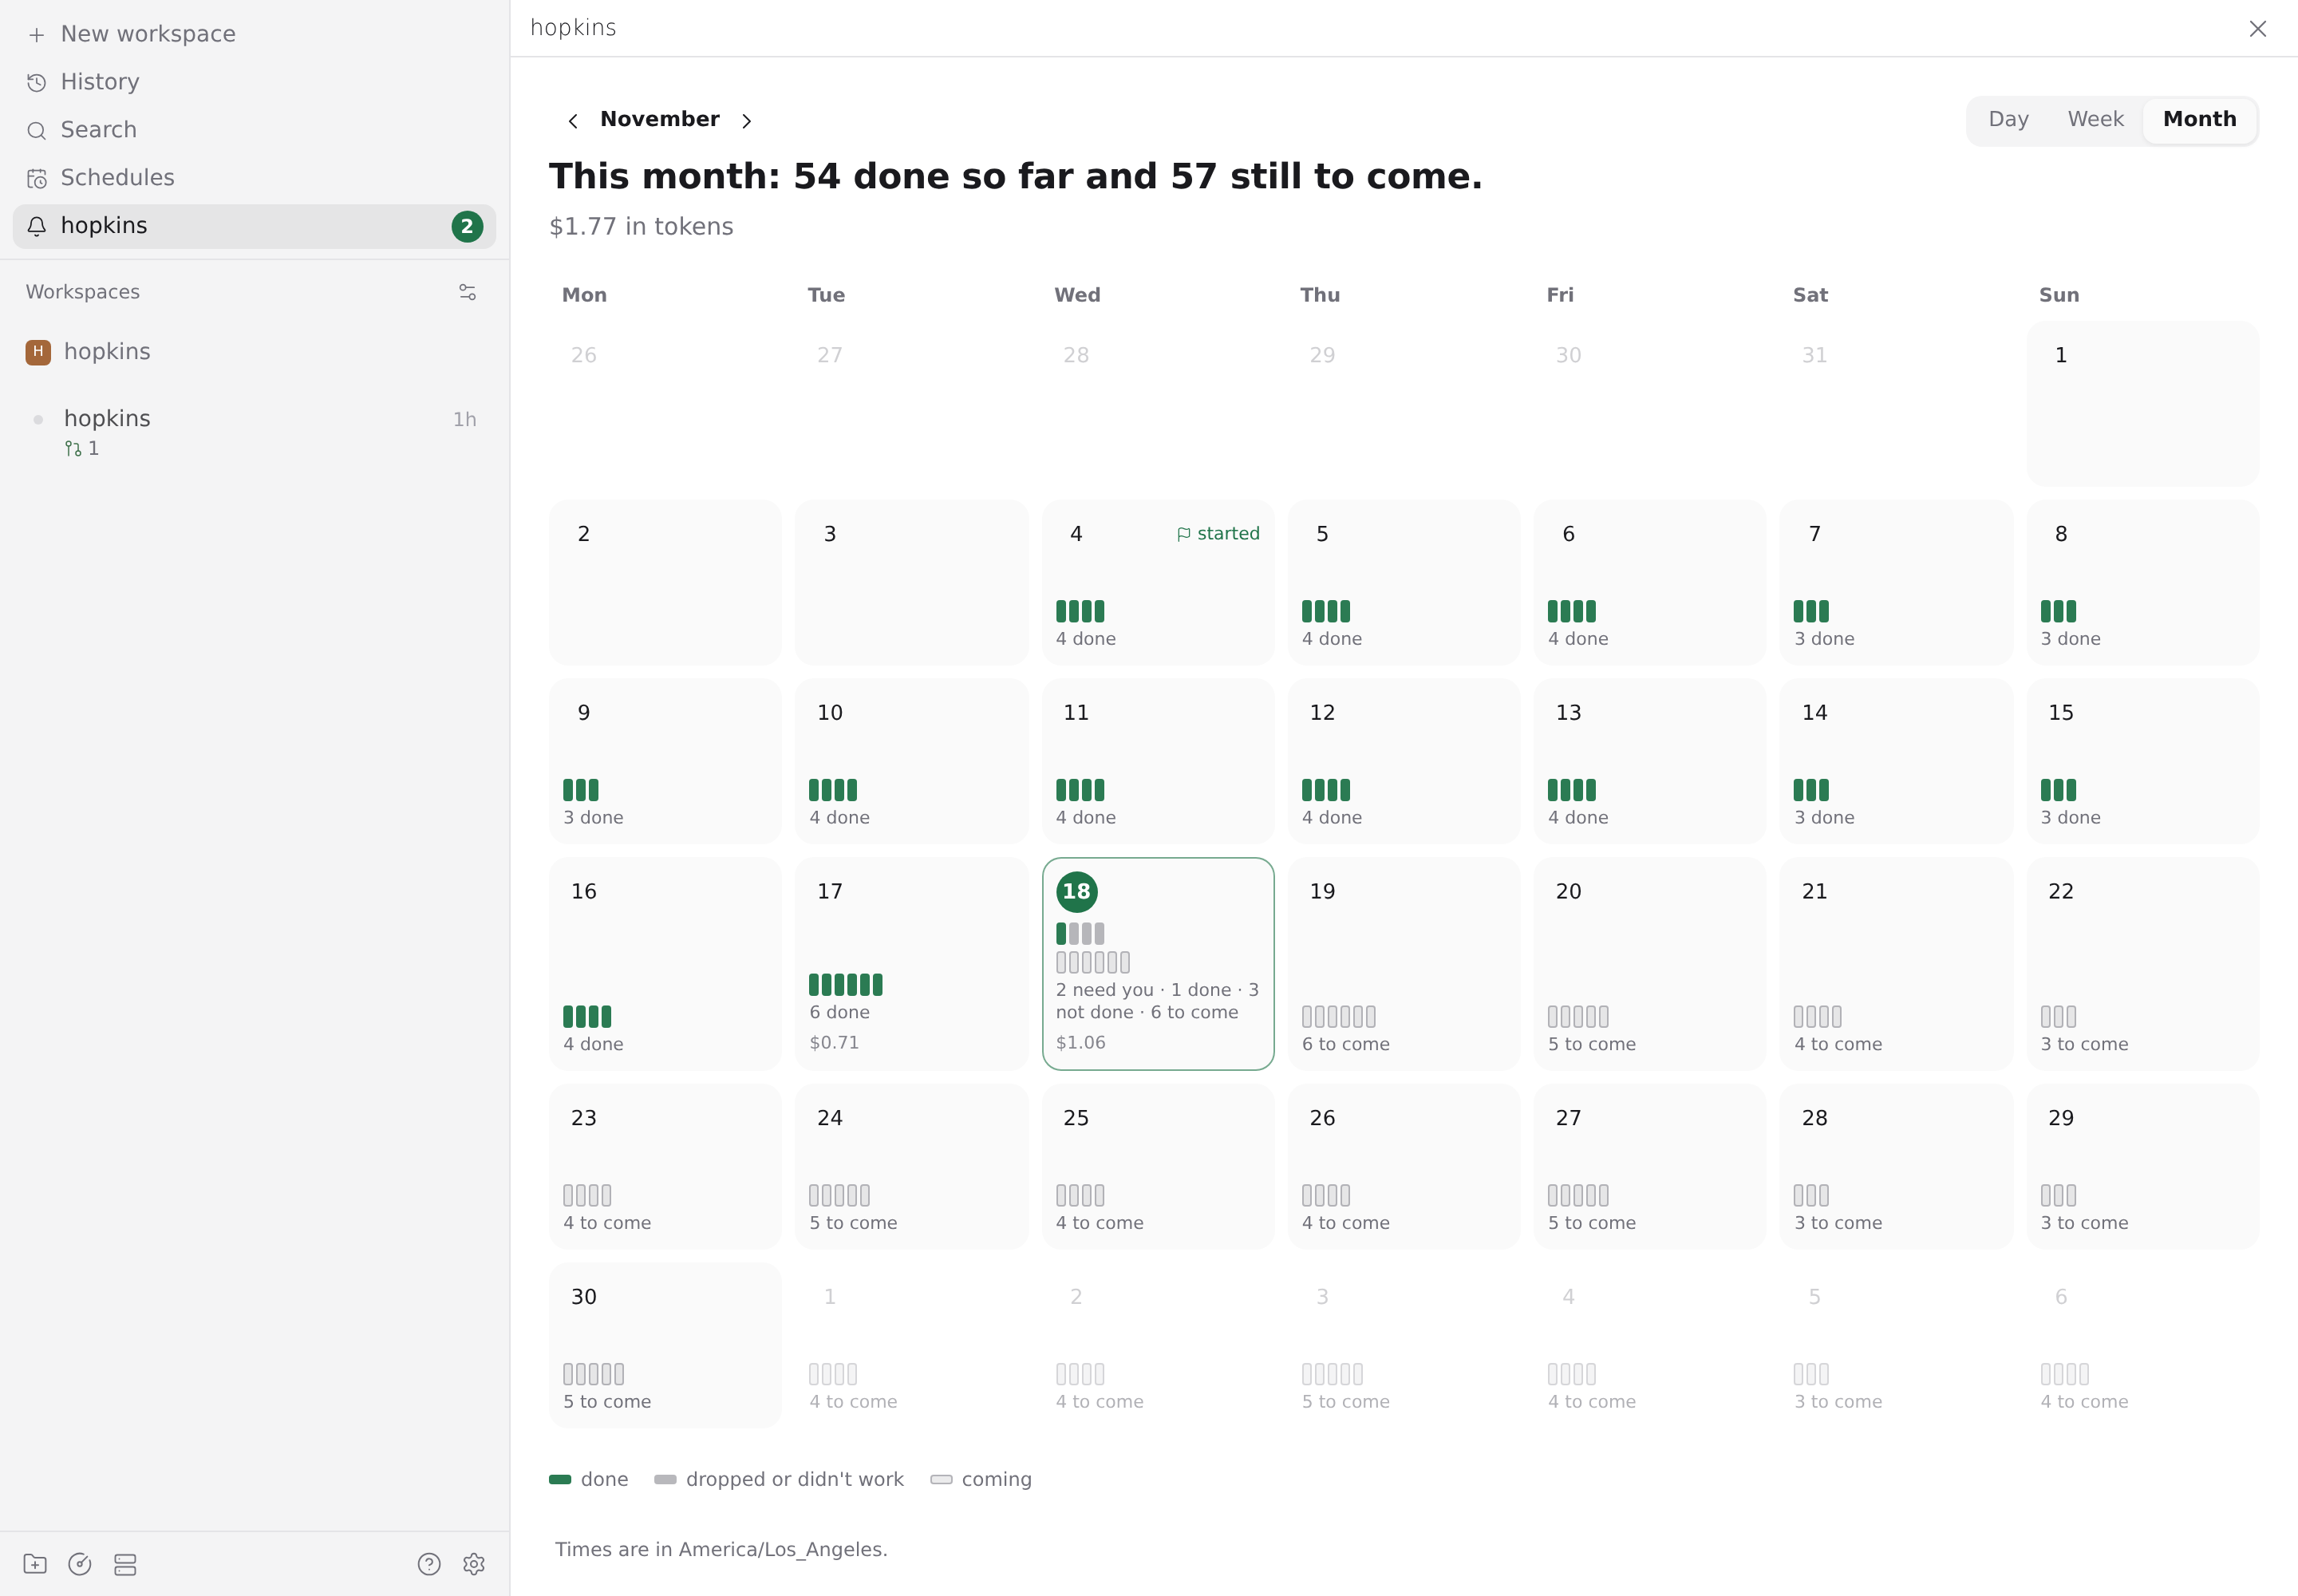 New workspace
History
Search
Schedules
hopkins 2
Workspaces
H hopkins
hopkins 1h
1
hopkins
November
Day Week Month
This month: 54 done so far and 57 still to come.
$1.77 in tokens
Mon Tue Wed Thu Fri Sat Sun
26 27 28 29 30 31 1
2 3 4 started 5 6 7 8
4 done 4 done 4 done 3 done 3 done
9 10 11 12 13 14 15
3 done 4 done 4 done 4 done 4 done 3 done 3 done
16 17 18 19 20 21 22
2 need you · 1 done · 3
6 done not done · 6 to come
4 done $0.71 $1.06 6 to come 5 to come 4 to come 3 to come
23 24 25 26 27 28 29
4 to come 5 to come 4 to come 4 to come 5 to come 3 to come 3 to come
30 1 2 3 4 5 6
5 to come 4 to come 4 to come 5 to come 4 to come 3 to come 4 to come
done dropped or didn't work coming
Times are in America/Los_Angeles.